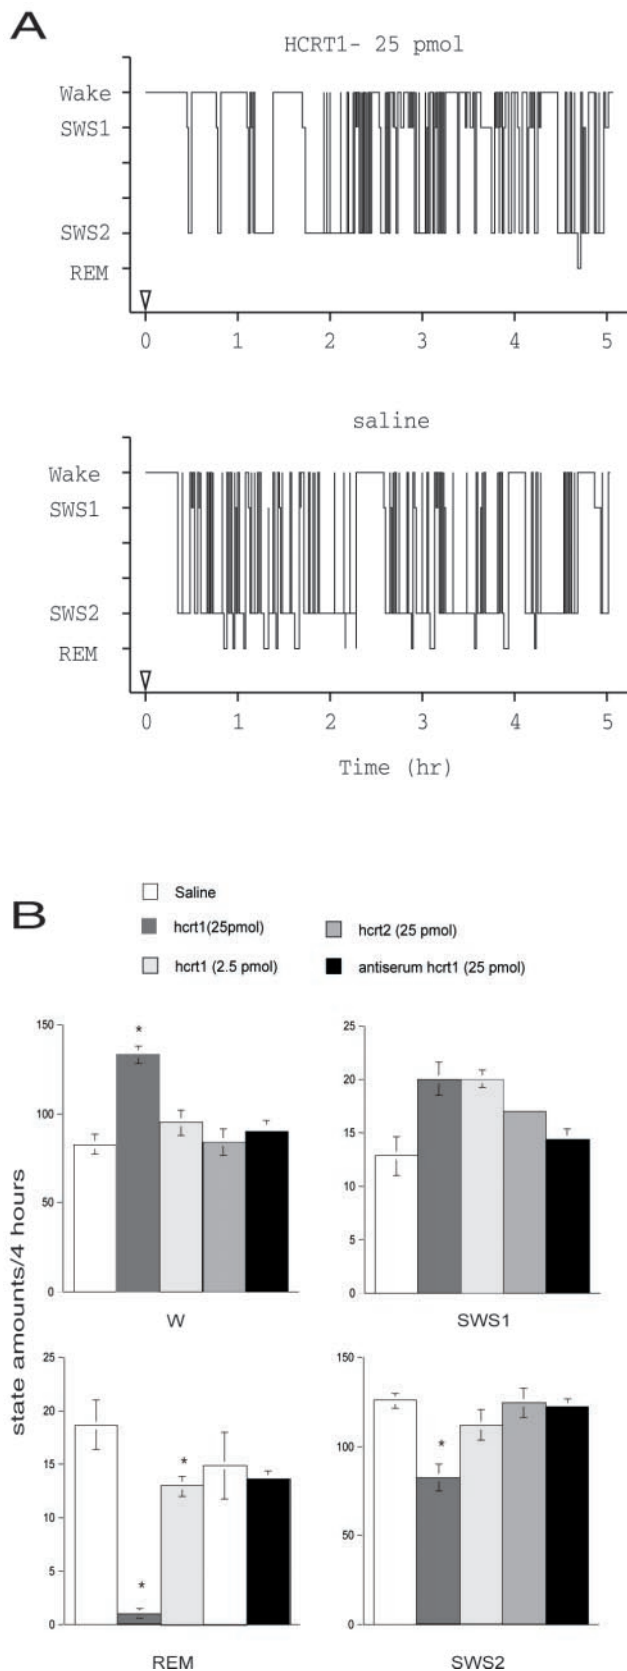 A
HCRT1- 25 pmol
Wake
SWS1
SWS2
REM
0 1 2 3 4 5
saline
Wake
SWS1
SWS2
REM
0 1 2 3 4 5
Time (hr)
B
Saline
hcrt1(25pmol) hcrt2 (25 pmol)
hcrt1 (2.5 pmol) antiserum hcrt1 (25 pmol)
state amounts/4 hours
150
*
100
50
0
W
25
20
15
10
5
0
SWS1
25
20
15
10
5
0
*
*
REM
150
100
*
50
0
SWS2